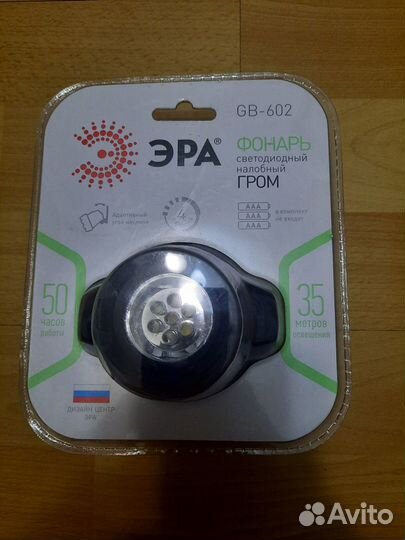 GB-602
ЭРА®
ФОНАРЬ
светодиодный
налобный
ГРОМ
Адаптивный
угол наклона
4
AAA
AAA
AAA
в комплект
не входят
50
часов
работы
35
метров
освещения
ДИЗАЙН ЦЕНТР
ЭРА
Avito